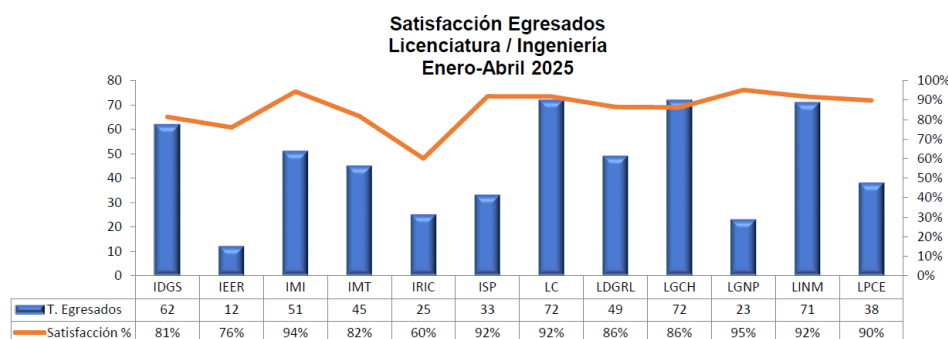 Satisfacción Egresados
Licenciatura / Ingeniería
Enero-Abril 2025
80 100%
70 90%
60 80%
50 70%
40 60%
30 50%
20 40%
10 30%
0 20%
10%
0%
IDGS IEER IMI IMT IRIC ISP LC LDGRL LGCH LGNP LINM LPCE
T. Egresados 62 12 51 45 25 33 72 49 72 23 71 38
Satisfacción % 81% 76% 94% 82% 60% 92% 92% 86% 86% 95% 92% 90%